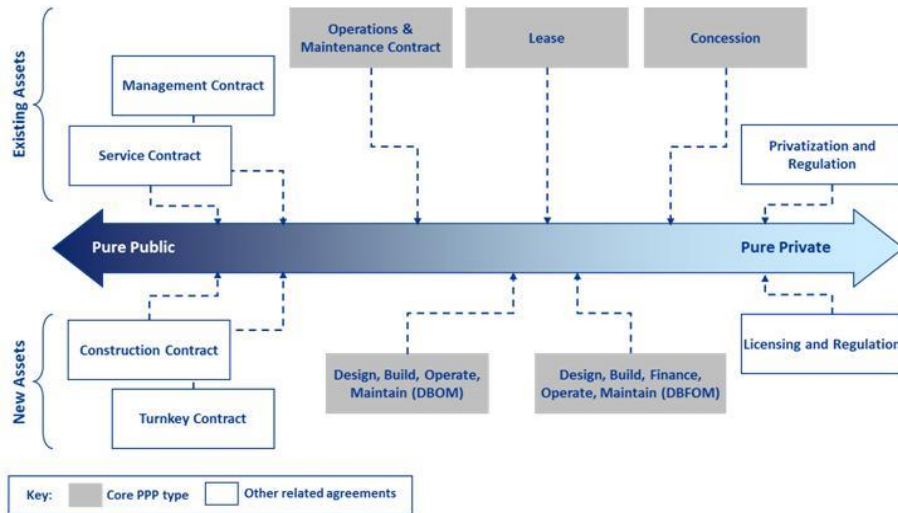 Existing Assets
Operations &
Maintenance Contract
Lease
Concession
Management Contract
Service Contract
Privatization and
Regulation
Pure Public
Pure Private
New Assets
Construction Contract
Turnkey Contract
Design, Build, Operate,
Maintain (DBOM)
Design, Build, Finance,
Operate, Maintain (DBFOM)
Licensing and Regulation
Key: Core PPP type Other related agreements